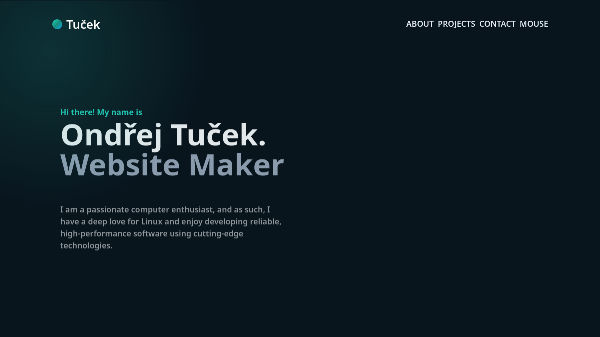 Tuček
ABOUT PROJECTS CONTACT MOUSE
Hi there! My name is
Ondřej Tuček.
Website Maker
I am a passionate computer enthusiast, and as such, I
have a deep love for Linux and enjoy developing reliable,
high-performance software using cutting-edge
technologies.